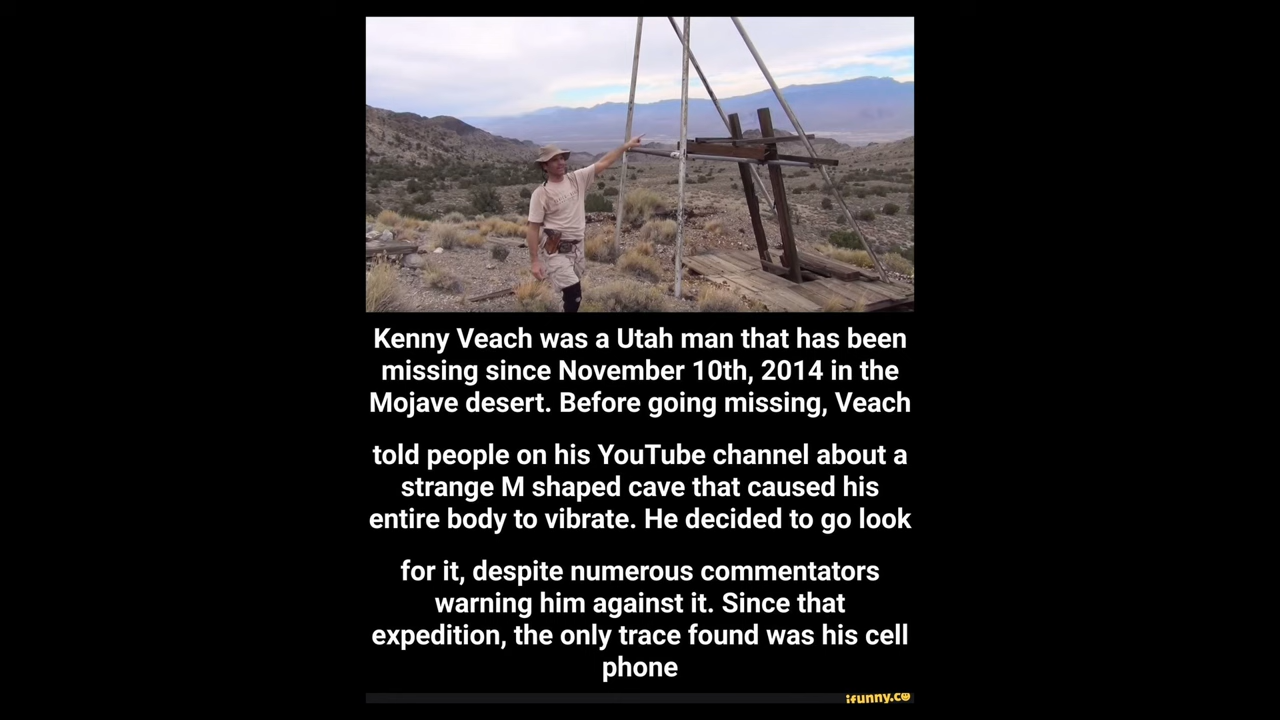 Kenny Veach was a Utah man that has been
missing since November 10th, 2014 in the
Mojave desert. Before going missing, Veach
told people on his YouTube channel about a
strange M shaped cave that caused his
entire body to vibrate. He decided to go look
for it, despite numerous commentators
warning him against it. Since that
expedition, the only trace found was his cell
phone
ifunny.co